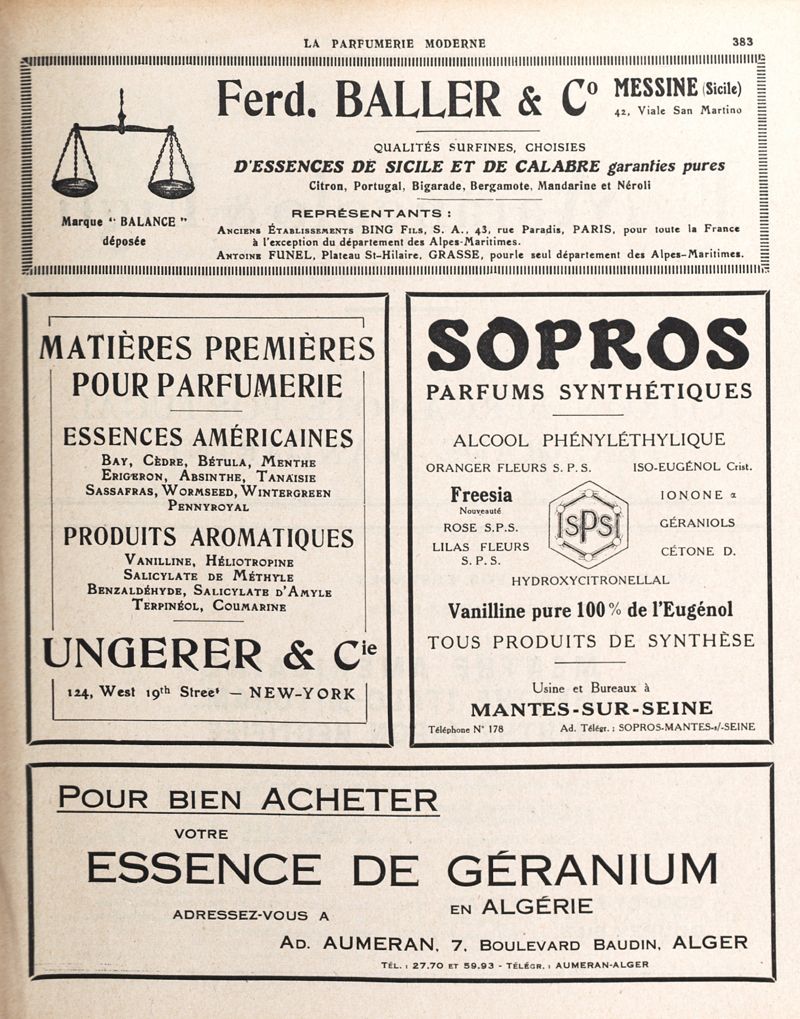 LA PARFUMERIE MODERNE
383
Ferd. BALLER & Cº
MESSINE (Sicile)
42, Viale San Martino
QUALITÉS SURFINES, CHOISIES
D'ESSENCES DE SICILE ET DE CALABRE garanties pures
Citron, Portugal, Bigarade, Bergamote, Mandarine et Néroli
Marque “ BALANCE ”
déposée
REPRÉSENTANTS :
ANCIENS ÉTABLISSEMENTS BING FILS, S. A., 43, rue Paradis, PARIS, pour toute la France
à l'exception du département des Alpes-Maritimes.
ANTOINE FUNEL, Plateau St-Hilaire, GRASSE, pourle seul département des Alpes-Maritimes.
MATIÈRES PREMIÈRES
POUR PARFUMERIE
ESSENCES AMÉRICAINES
BAY, CÈDRE, BÉTULA, MENTHE
ERIGERON, ABSINTHE, TANAISIE
SASSAFRAS, WORMSEED, WINTERGREEN
PENNYROYAL
PRODUITS AROMATIQUES
VANILLINE, HÉLIOTROPINE
SALICYLATE DE MÉTHYLE
BENZALDÉHYDE, SALICYLATE D'AMYLE
TERPINÉOL, COUMARINE
UNGERER & Cie
124, West 19th Street — NEW-YORK
SOPROS
PARFUMS SYNTHÉTIQUES
ALCOOL PHÉNYLÉTHYLIQUE
ORANGER FLEURS S. P. S.
ISO-EUGÉNOL Crist.
Freesia
Nouveauté
IONONE α
ROSE S.P.S.
SPS
GÉRANIOLS
LILAS FLEURS
S. P. S.
CÉTONE D.
HYDROXYCITRONELLAL
Vanilline pure 100 % de l'Eugénol
TOUS PRODUITS DE SYNTHÈSE
Usine et Bureaux à
MANTES-SUR-SEINE
Téléphone Nº 178
Ad. Télégr. : SOPROS-MANTES-s/-SEINE
POUR BIEN ACHETER
VOTRE
ESSENCE DE GÉRANIUM
EN ALGÉRIE
ADRESSEZ-VOUS A
AD. AUMERAN, 7, BOULEVARD BAUDIN, ALGER
TÉL. : 27.70 ET 59.93 - TÉLÉGR. : AUMERAN-ALGER